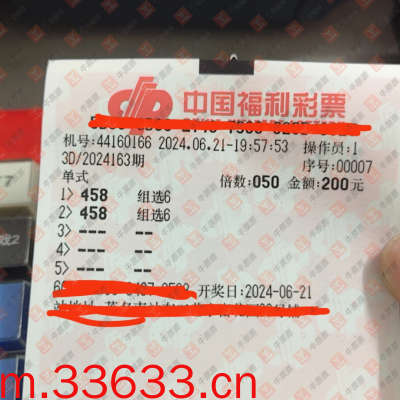 中国福利彩票
机号:44160166 2024.06.21-19:57:53 操作员:1
3D/2024163期 序号:00007
单式 倍数:050 金额:200元
1> 458 组选6
2> 458 组选6
3> --- --
4> --- --
5> --- --
开奖日:2024-06-21
m.33633.cn